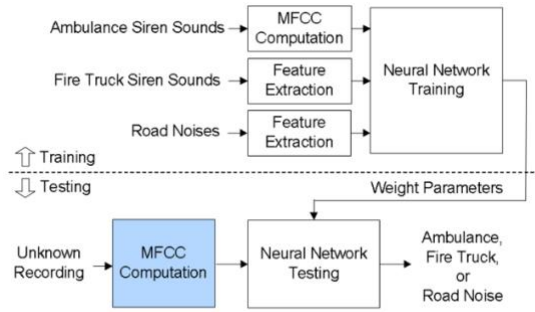 Ambulance Siren Sounds
MFCC
Computation
Fire Truck Siren Sounds
Feature
Extraction
Neural Network
Training
Road Noises
Feature
Extraction
Training
Testing
Weight Parameters
Unknown
Recording
MFCC
Computation
Neural Network
Testing
Ambulance,
Fire Truck,
or
Road Noise